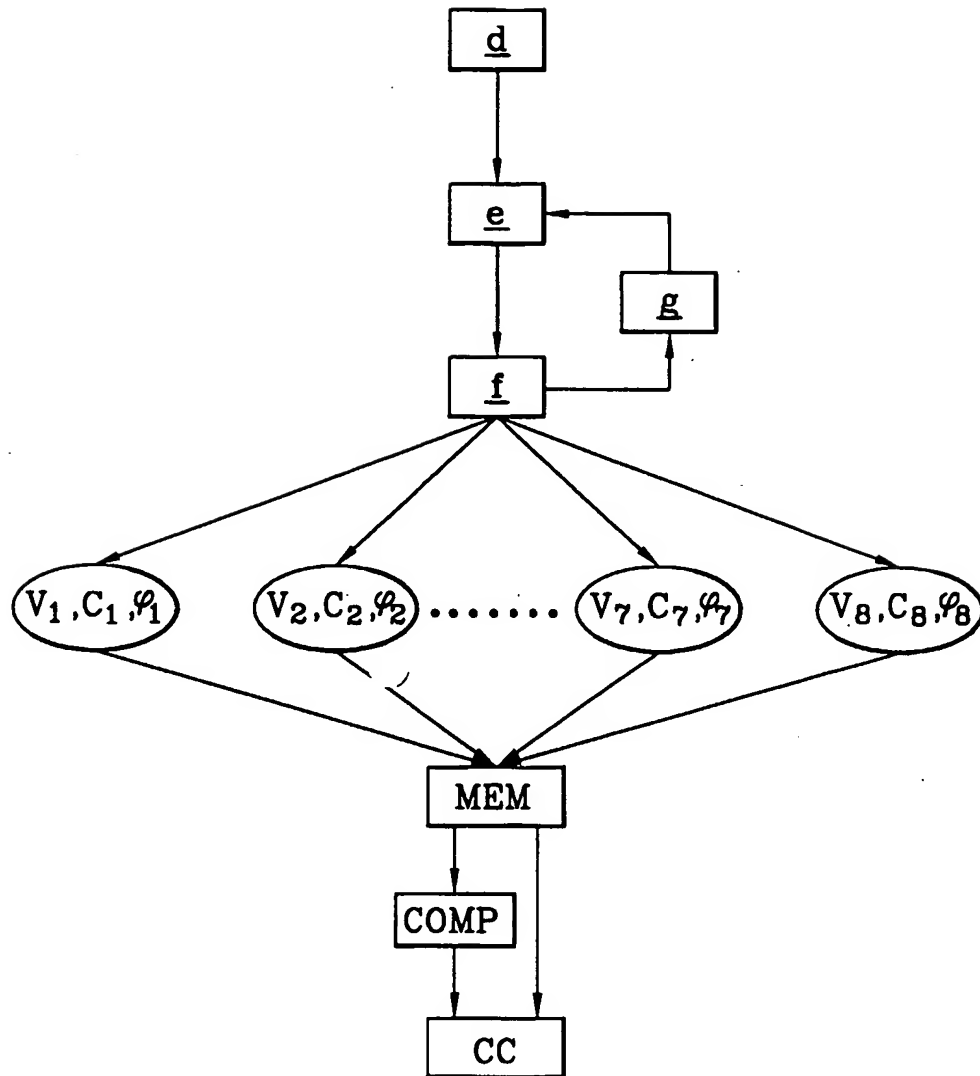 d
e
g
f
V₁,C₁,φ₁
V₂,C₂,φ₂
.......
V₇,C₇,φ₇
V₈,C₈,φ₈
MEM
COMP
CC